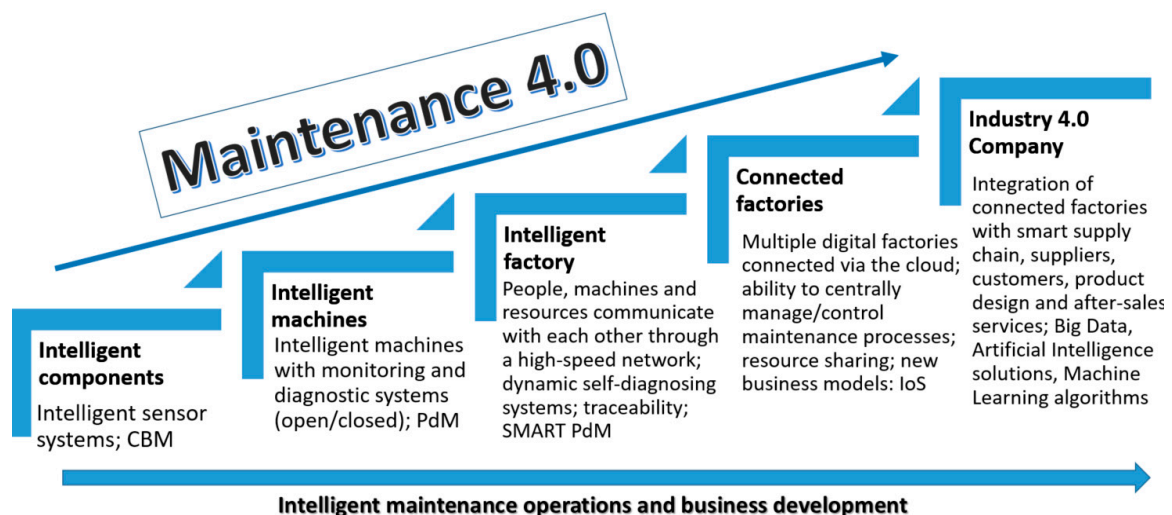 Maintenance 4.0
Intelligent
components
Intelligent sensor
systems; CBM
Intelligent
machines
Intelligent machines
with monitoring and
diagnostic systems
(open/closed); PdM
Intelligent
factory
People, machines and
resources communicate
with each other through
a high-speed network;
dynamic self-diagnosing
systems; traceability;
SMART PdM
Connected
factories
Multiple digital factories
connected via the cloud;
ability to centrally
manage/control
maintenance processes;
resource sharing; new
business models: IoS
Industry 4.0
Company
Integration of
connected factories
with smart supply
chain, suppliers,
customers, product
design and after-sales
services; Big Data,
Artificial Intelligence
solutions, Machine
Learning algorithms
Intelligent maintenance operations and business development